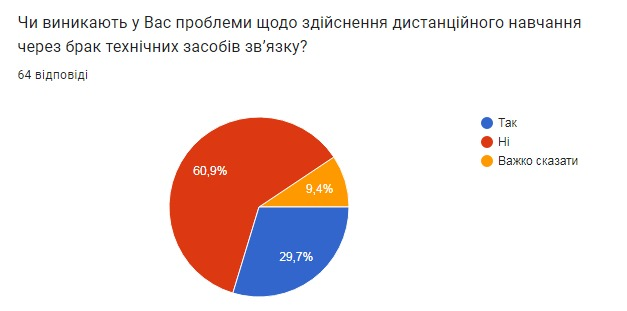 Чи виникають у Вас проблеми щодо здійснення дистанційного навчання
через брак технічних засобів зв’язку?
64 відповіді
Так
Ні
Важко сказати
60,9%
9,4%
29,7%